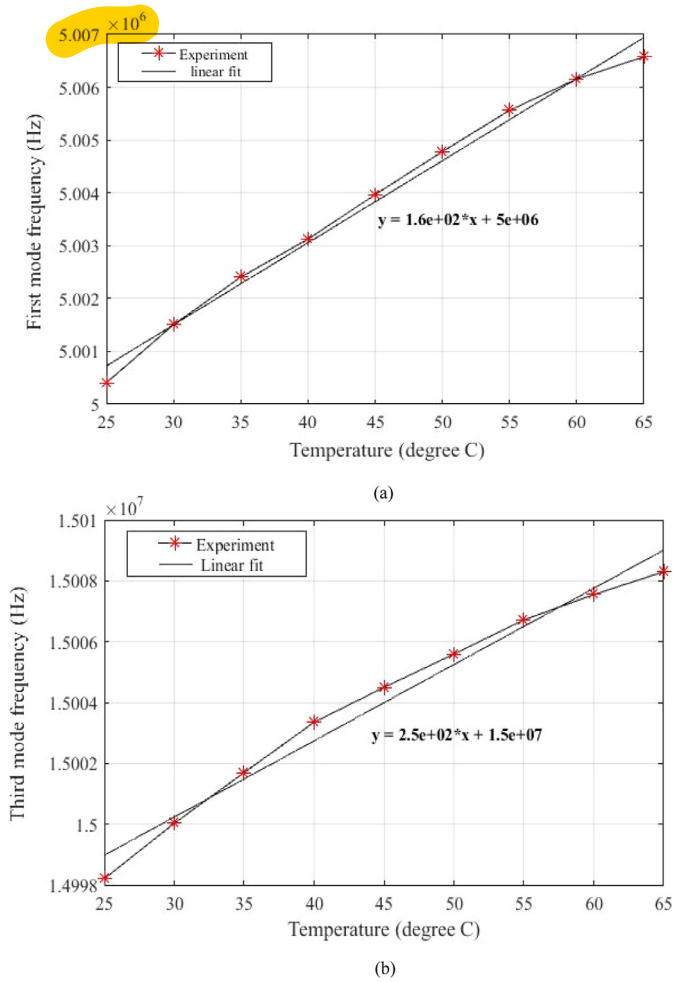 5.007 ×10⁶
Experiment
linear fit
5.006
5.005
5.004
5.003
5.002
5.001
5
First mode frequency (Hz)
y = 1.6e+02*x + 5e+06
25 30 35 40 45 50 55 60 65
Temperature (degree C)
(a)
×10⁷
1.501
Experiment
Linear fit
1.5008
1.5006
1.5004
1.5002
1.5
1.4998
Third mode frequency (Hz)
y = 2.5e+02*x + 1.5e+07
25 30 35 40 45 50 55 60 65
Temperature (degree C)
(b)